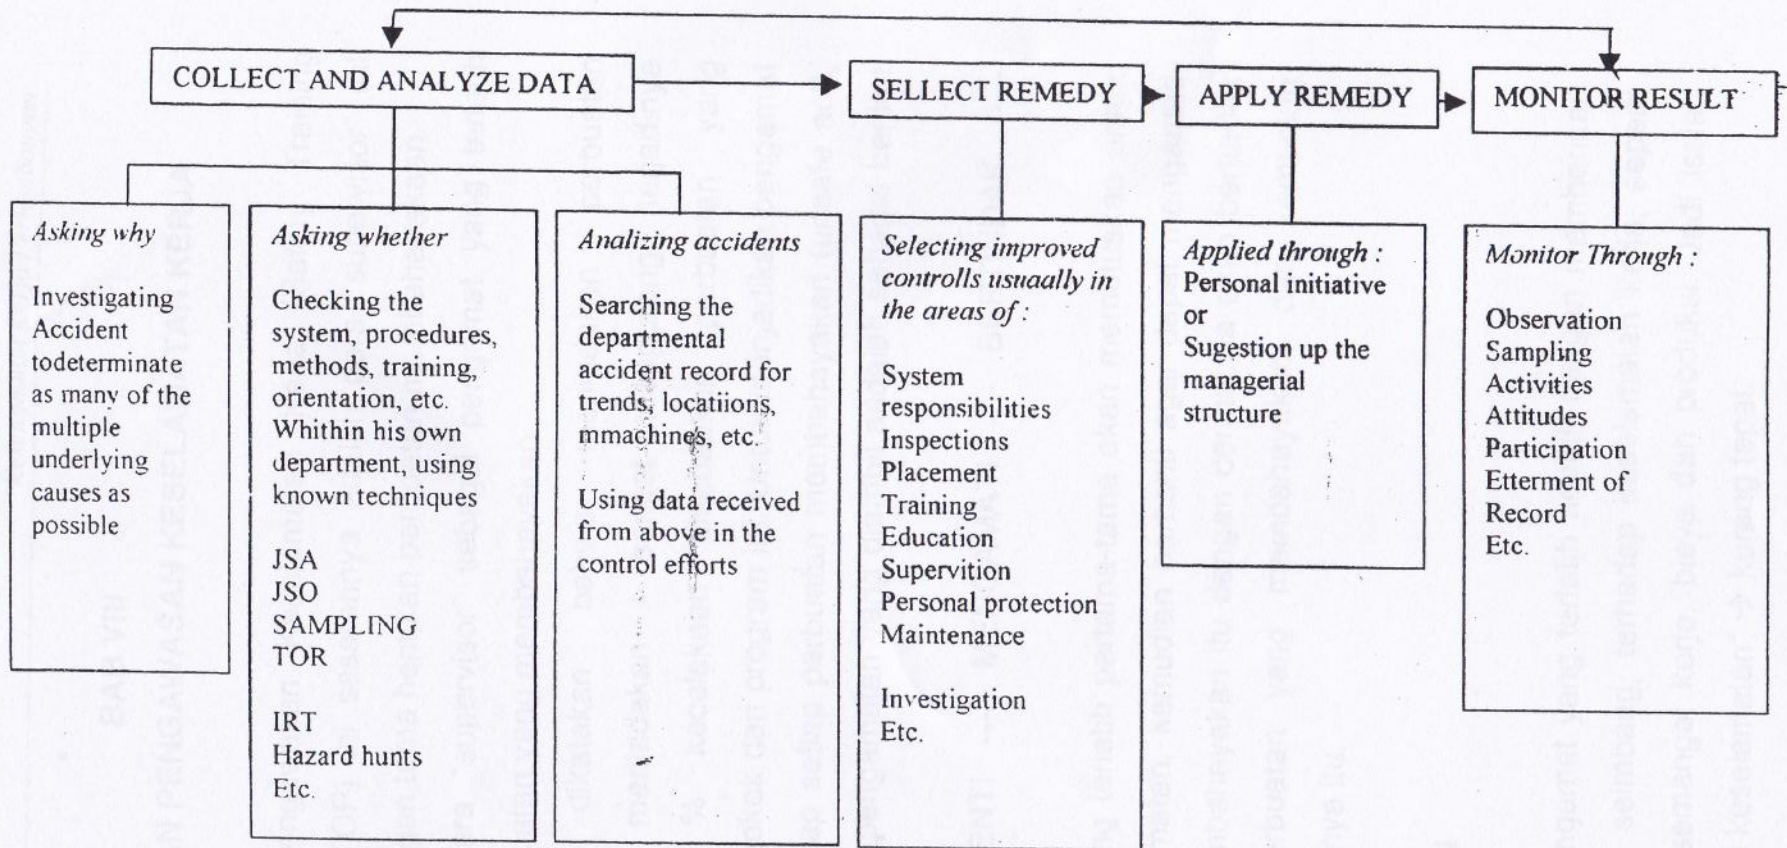 COLLECT AND ANALYZE DATA
SELLECT REMEDY
APPLY REMEDY
MONITOR RESULT
Asking why
Investigating
Accident
todeterminate
as many of the
multiple
underlying
causes as
possible
Asking whether
Checking the
system, procedures,
methods, training,
orientation, etc.
Whithin his own
department, using
known techniques
JSA
JSO
SAMPLING
TOR
IRT
Hazard hunts
Etc.
Analizing accidents
Searching the
departmental
accident record for
trends, locatiions,
mmachines, etc.
Using data received
from above in the
control efforts
Selecting improved
controlls usuaally in
the areas of :
System
responsibilities
Inspections
Placement
Training
Education
Supervition
Personal protection
Maintenance
Investigation
Etc.
Applied through :
Personal initiative
or
Sugestion up the
managerial
structure
Monitor Through :
Observation
Sampling
Activities
Attitudes
Participation
Etterment of
Record
Etc.